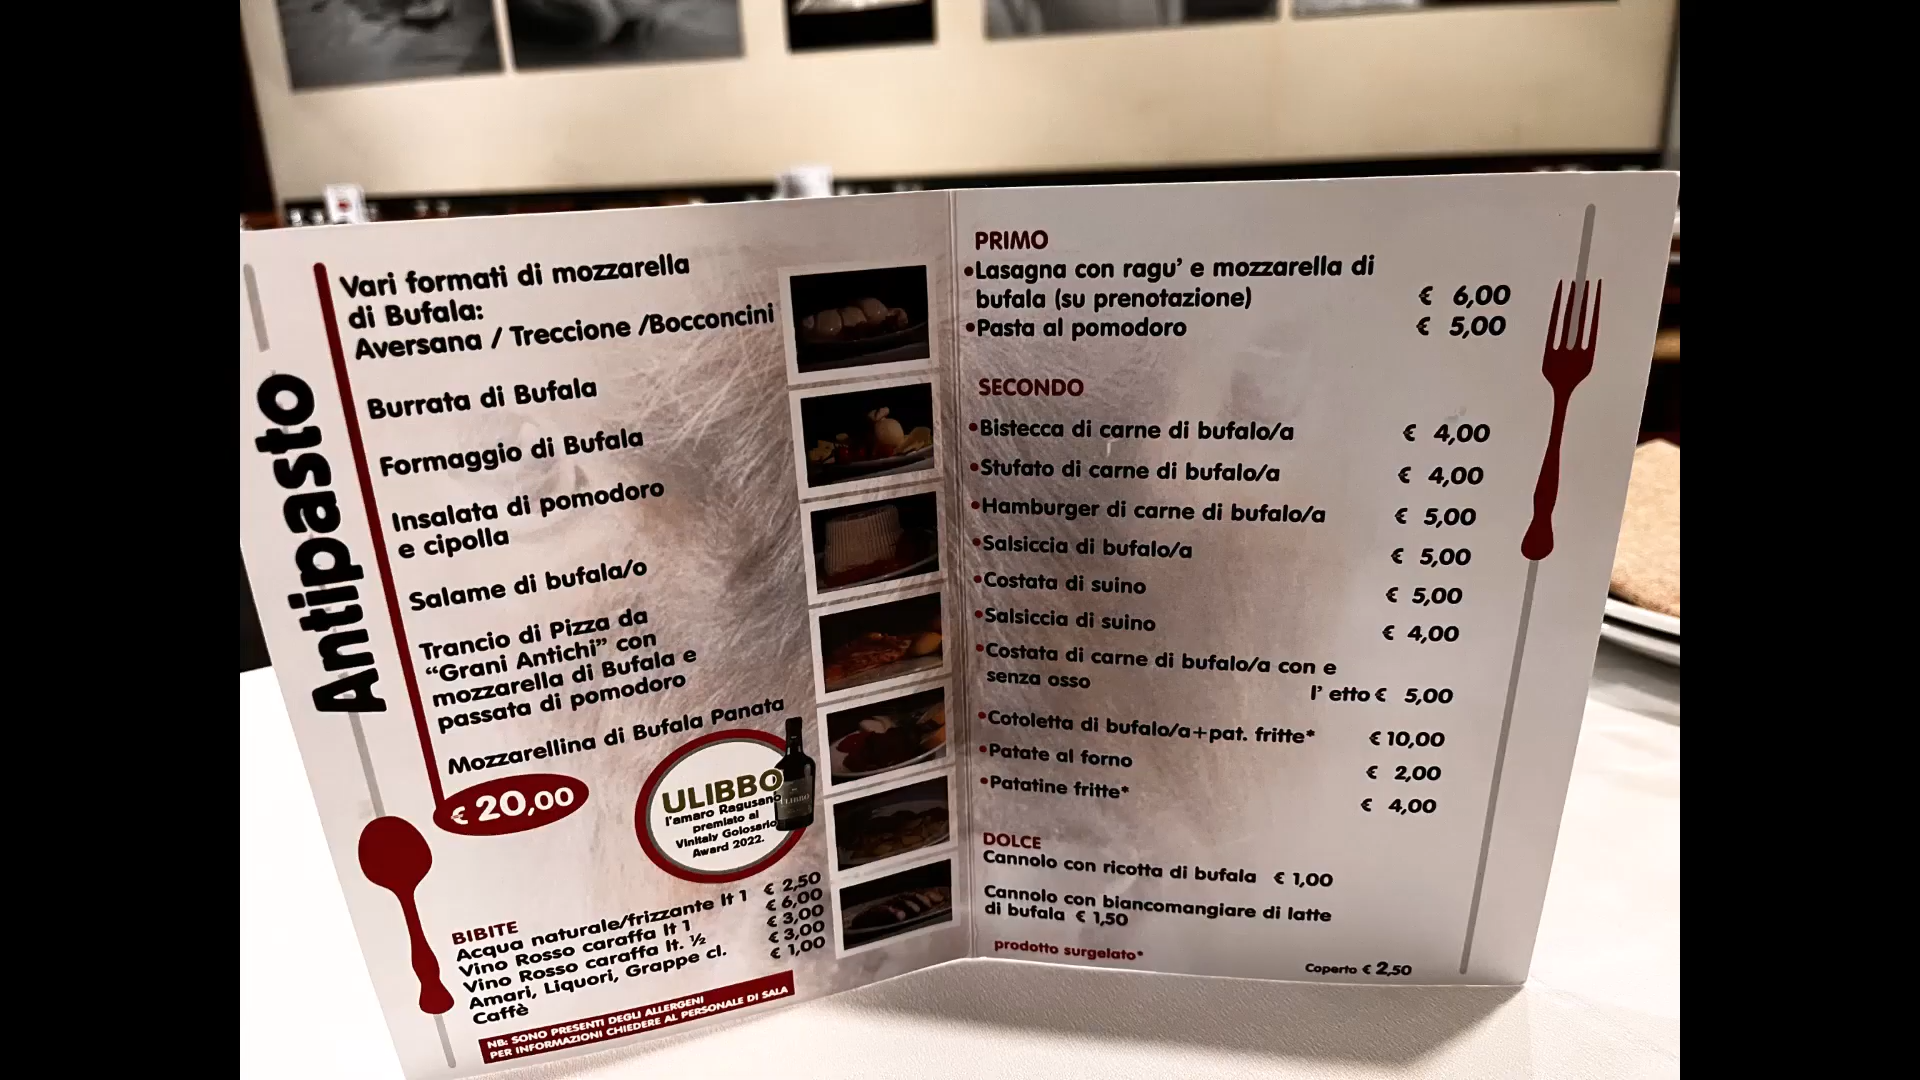 Antipasto
Vari formati di mozzarella
di Bufala:
Aversana / Treccione /Bocconcini
Burrata di Bufala
Formaggio di Bufala
Insalata di pomodoro
e cipolla
Salame di bufala/o
Trancio di Pizza da
“Grani Antichi” con
mozzarella di Bufala e
passata di pomodoro
Mozzarellina di Bufala Panata
€ 20,00
ULIBBO
l'amaro Ragusano
premiato al
Vinitaly Golosario
Award 2022.
ULIBBO
BIBITE
Acqua naturale/frizzante lt 1 € 2,50
Vino Rosso caraffa lt 1 € 6,00
Vino Rosso caraffa lt. ½ € 3,00
Amari, Liquori, Grappe cl. € 3,00
Caffè € 1,00
NB: SONO PRESENTI DEGLI ALLERGENI
PER INFORMAZIONI CHIEDERE AL PERSONALE DI SALA
PRIMO
•Lasagna con ragu’ e mozzarella di
bufala (su prenotazione) € 6,00
•Pasta al pomodoro € 5,00
SECONDO
•Bistecca di carne di bufalo/a € 4,00
•Stufato di carne di bufalo/a € 4,00
•Hamburger di carne di bufalo/a € 5,00
•Salsiccia di bufalo/a € 5,00
•Costata di suino € 5,00
•Salsiccia di suino € 4,00
•Costata di carne di bufalo/a con e
senza osso l’ etto € 5,00
•Cotoletta di bufalo/a+pat. fritte* € 10,00
•Patate al forno € 2,00
•Patatine fritte* € 4,00
DOLCE
Cannolo con ricotta di bufala € 1,00
Cannolo con biancomangiare di latte
di bufala € 1,50
prodotto surgelato*
Coperto € 2,50